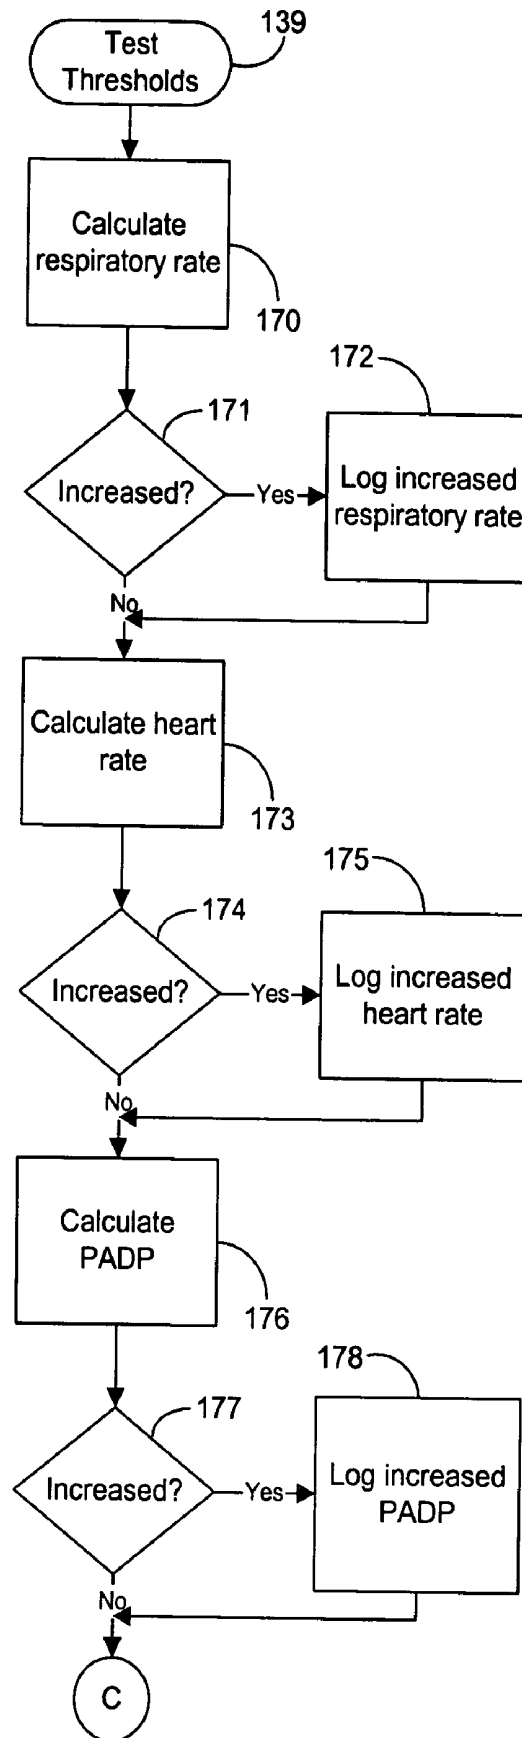 Test
Thresholds
139
Calculate
respiratory rate
170
171
Increased?
Yes
172
Log increased
respiratory rate
No
Calculate heart
rate
173
174
Increased?
Yes
175
Log increased
heart rate
No
Calculate
PADP
176
177
Increased?
Yes
178
Log increased
PADP
No
C